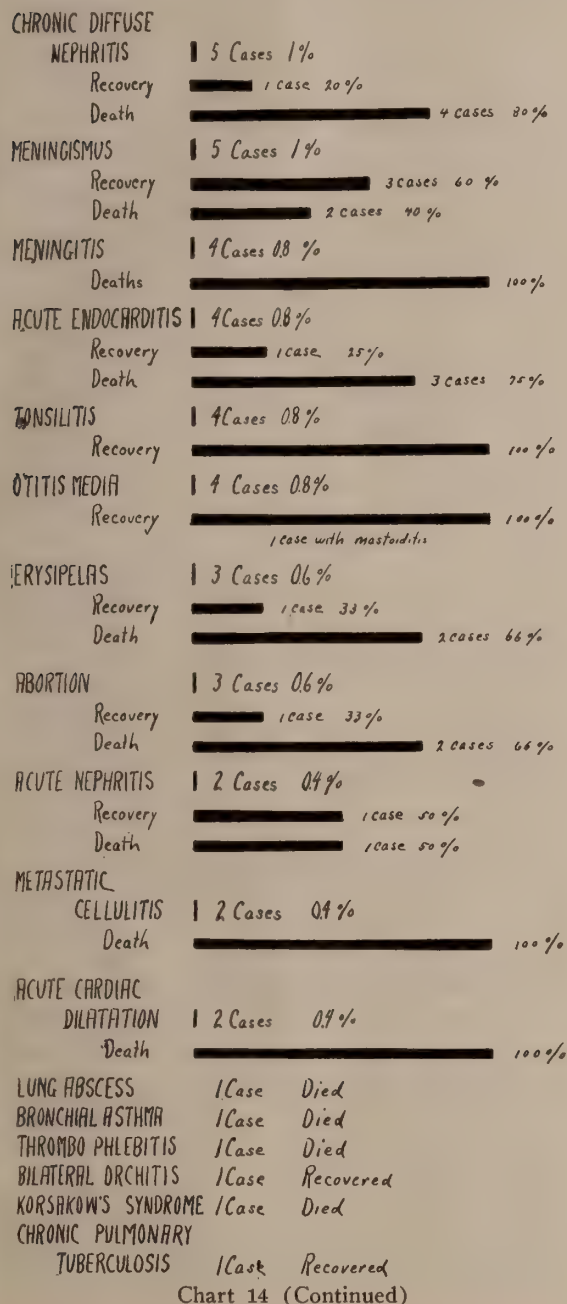 CHRONIC DIFFUSE
NEPHRITIS 5 Cases 1%
Recovery 1 case 20%
Death 4 cases 80%
MENINGISMUS 5 Cases 1%
Recovery 3 cases 60 %
Death 2 cases 40%
MENINGITIS 4 Cases 0.8 %
Deaths 100%
ACUTE ENDOCARDITIS 4 Cases 0.8 %
Recovery 1 case 25%
Death 3 cases 75%
TONSILITIS 4 Cases 0.8%
Recovery 100 %
OTITIS MEDIA 4 Cases 0.8%
Recovery 100%
1 case with mastoiditis
ERYSIPELAS 3 Cases 0.6%
Recovery 1 case 33%
Death 2 cases 66%
ABORTION 3 Cases 0.6%
Recovery 1 case 33%
Death 2 cases 66%
ACUTE NEPHRITIS 2 Cases 0.4%
Recovery 1 case 50%
Death 1 case 50%
METASTATIC
CELLULITIS 2 Cases 0.4%
Death 100%
ACUTE CARDIAC
DILATATION 2 Cases 0.4%
Death 100%
LUNG ABSCESS 1 Case Died
BRONCHIAL ASTHMA 1 Case Died
THROMBO PHLEBITIS 1 Case Died
BILATERAL ORCHITIS 1 Case Recovered
KORSAKOW'S SYNDROME 1 Case Died
CHRONIC PULMONARY
TUBERCULOSIS 1 Case Recovered
Chart 14 (Continued)